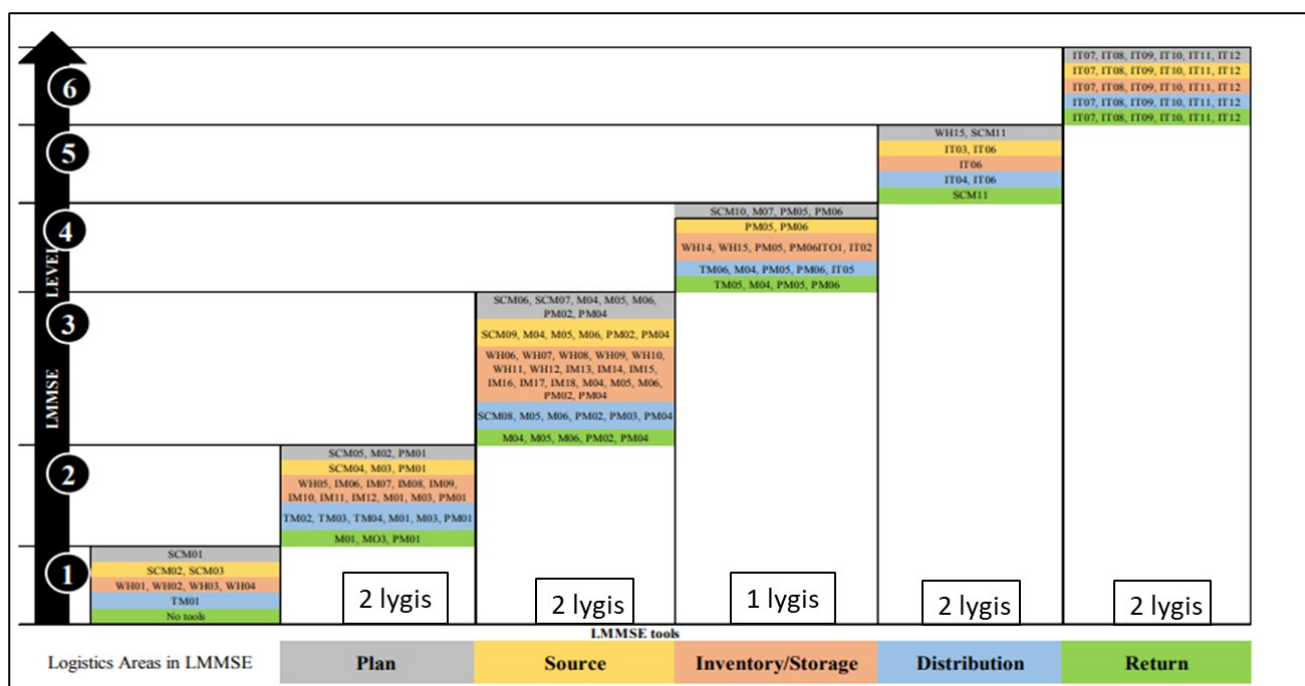 6
IT07, IT08, IT09, IT10, IT11, IT12
IT07, IT08, IT09, IT10, IT11, IT12
IT07, IT08, IT09, IT10, IT11, IT12
IT07, IT08, IT09, IT10, IT11, IT12
IT07, IT08, IT09, IT10, IT11, IT12
5
WH15, SCM11
IT03, IT06
IT06
IT04, IT06
SCM11
4
SCM10, M07, PM05, PM06
PM05, PM06
WH14, WH15, PM05, PM06ITO1, IT02
TM06, M04, PM05, PM06, IT05
TM05, M04, PM05, PM06
3
SCM06, SCM07, M04, M05, M06,
PM02, PM04
SCM09, M04, M05, M06, PM02, PM04
WH06, WH07, WH08, WH09, WH10,
WH11, WH12, IM13, IM14, IM15,
IM16, IM17, IM18, M04, M05, M06,
PM02, PM04
SCM08, M05, M06, PM02, PM03, PM04
M04, M05, M06, PM02, PM04
2
SCM05, M02, PM01
SCM04, M03, PM01
WH05, IM06, IM07, IM08, IM09,
IM10, IM11, IM12, M01, M03, PM01
TM02, TM03, TM04, M01, M03, PM01
M01, MO3, PM01
1
SCM01
SCM02, SCM03
WH01, WH02, WH03, WH04
TM01
No tools
LMMSE LEVEL
2 lygis
2 lygis
1 lygis
2 lygis
2 lygis
LMMSE tools
Logistics Areas in LMMSE
Plan
Source
Inventory/Storage
Distribution
Return